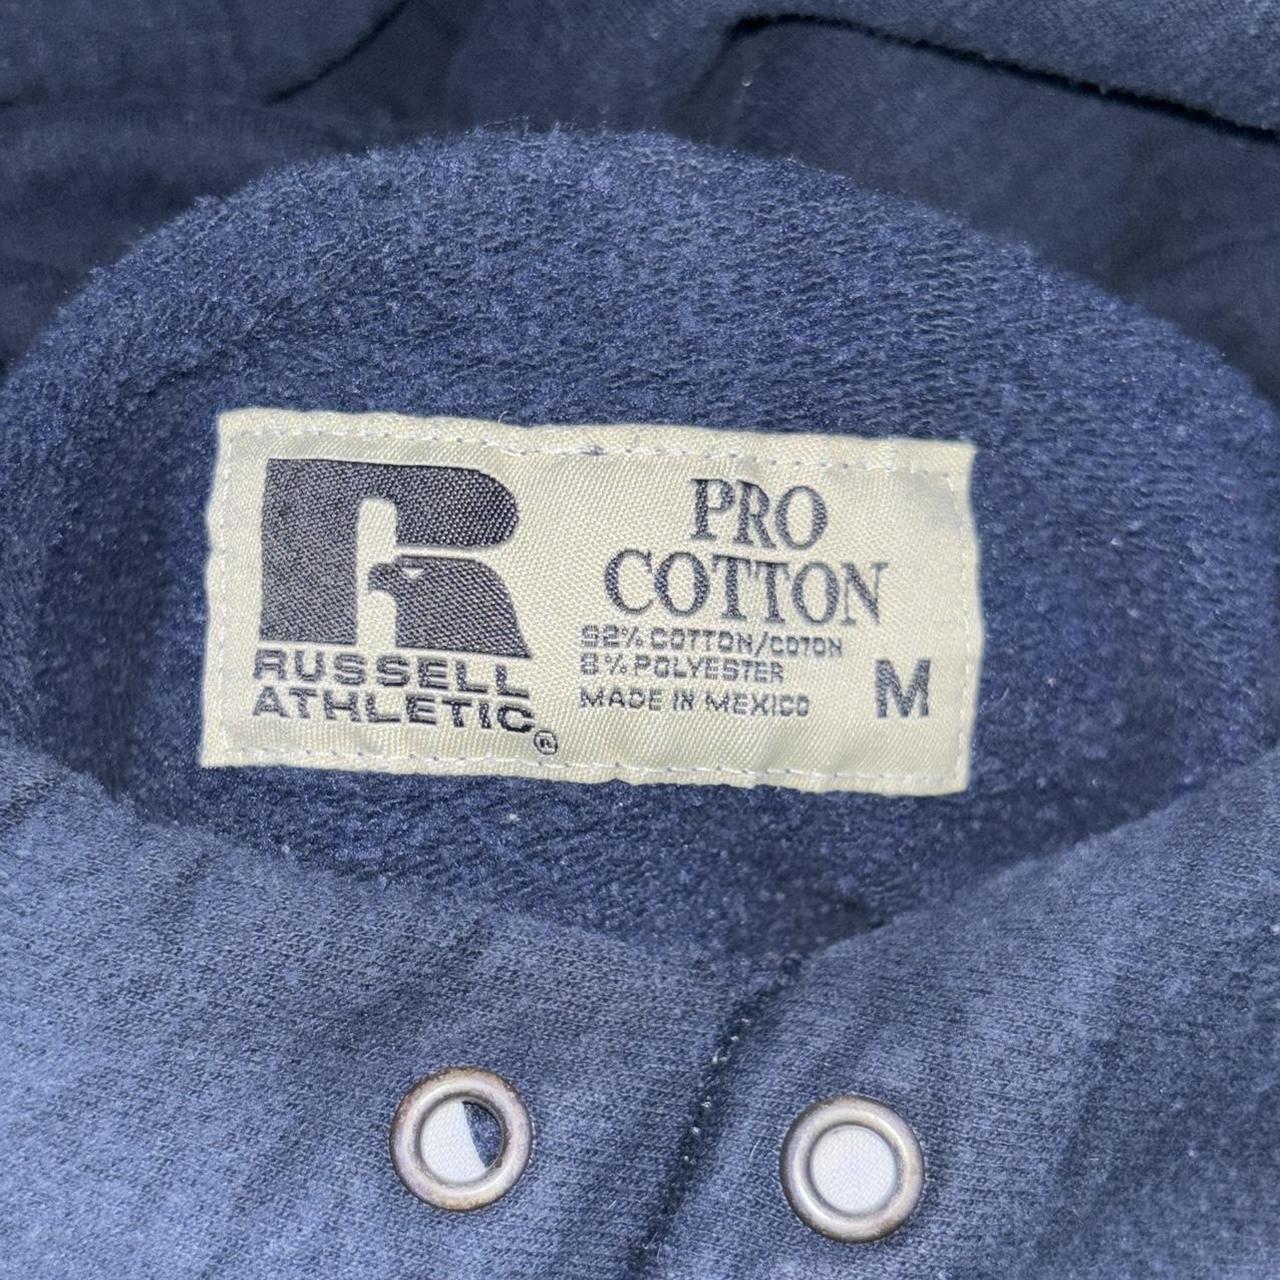 RUSSELL
ATHLETIC®
PRO
COTTON
92% COTTON/COTON
8% POLYESTER
MADE IN MEXICO
M